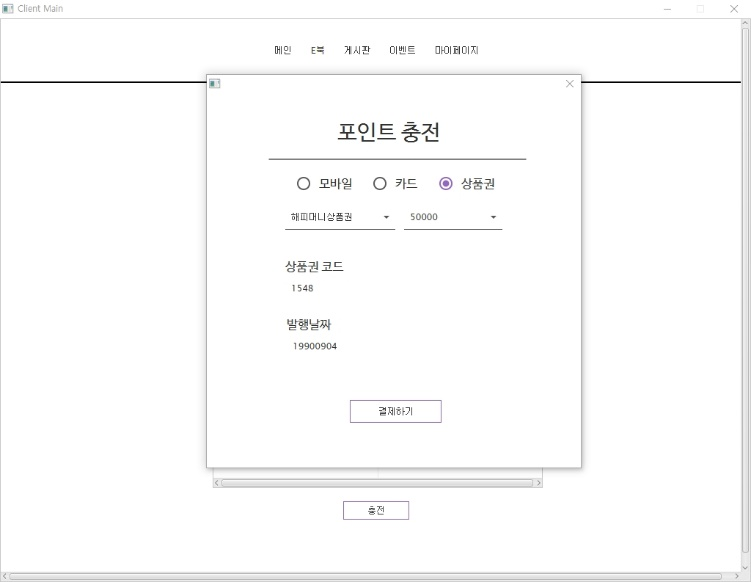 Client Main
메인 E북 게시판 이벤트 마이페이지
포인트 충전
모바일 카드 상품권
해피머니상품권 50000
상품권 코드
1548
발행날짜
19900904
결제하기
충전